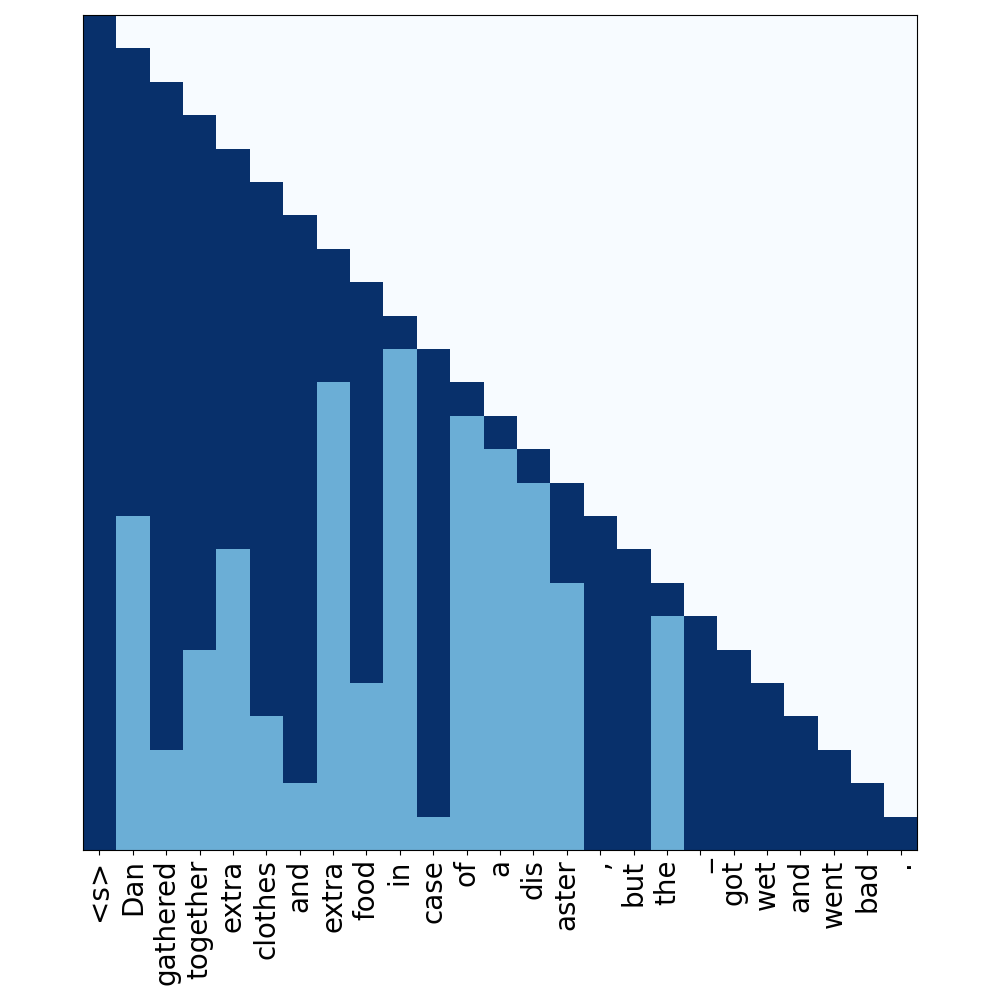 <s> Dan gathered together extra clothes and extra food in case of a dis aster , but the _ got wet and and went bad .